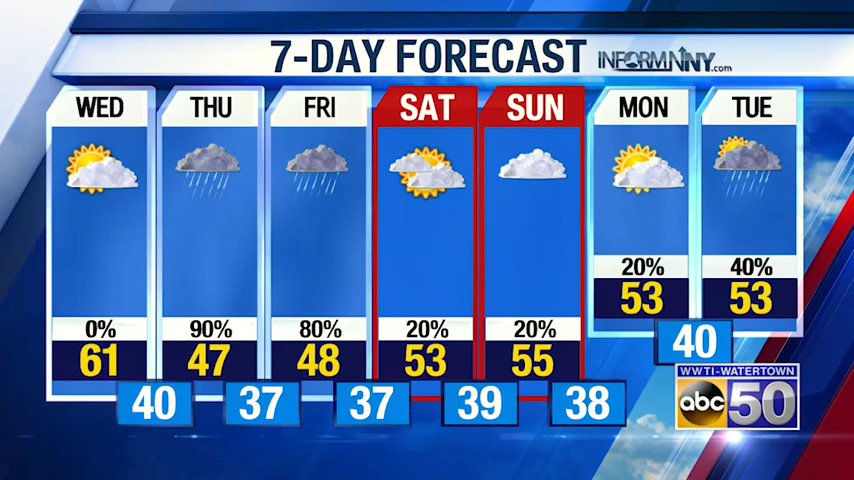 7-DAY FORECAST INFORMNNY.com
WED THU FRI SAT SUN MON TUE
20% 40%
53 53
0% 90% 80% 20% 20%
61 47 48 53 55
40
WWTI-WATERTOWN
abc 50
40 37 37 39 38